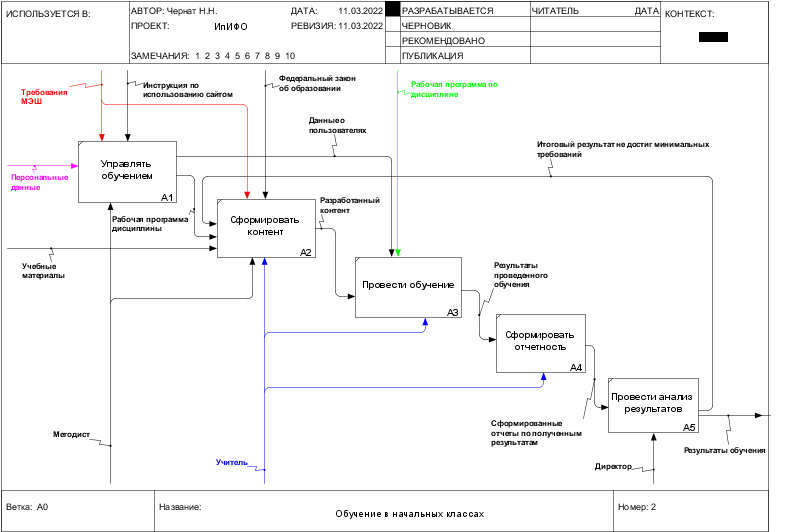 ИСПОЛЬЗУЕТСЯ В:
АВТОР: Чернат Н.Н.
ДАТА: 11.03.2022
РАЗРАБАТЫВАЕТСЯ
ЧИТАТЕЛЬ
ДАТА
КОНТЕКСТ:
ПРОЕКТ: ИпИФО
РЕВИЗИЯ: 11.03.2022
ЧЕРНОВИК
РЕКОМЕНДОВАНО
ЗАМЕЧАНИЯ: 1 2 3 4 5 6 7 8 9 10
ПУБЛИКАЦИЯ
Требования
МЭШ
Инструкция по
использованию сайтом
Федеральный закон
об образовании
Рабочая программа по
дисциплине
Данные о
пользователях
Итоговый результат не достиг минимальных
требований
Управлять
обучением
A1
Персональные
данные
Рабочая программа
дисциплины
Разработанный
контент
Сформировать
контент
A2
Учебные
материалы
Провести обучение
A3
Результаты
проведенного
обучения
Сформировать
отчетность
A4
Провести анализ
результатов
A5
Сформированные
отчеты по полученным
результатам
Результаты обучения
Методист
Учитель
Директор
Ветка: A0
Название:
Обучение в начальных классах
Номер: 2